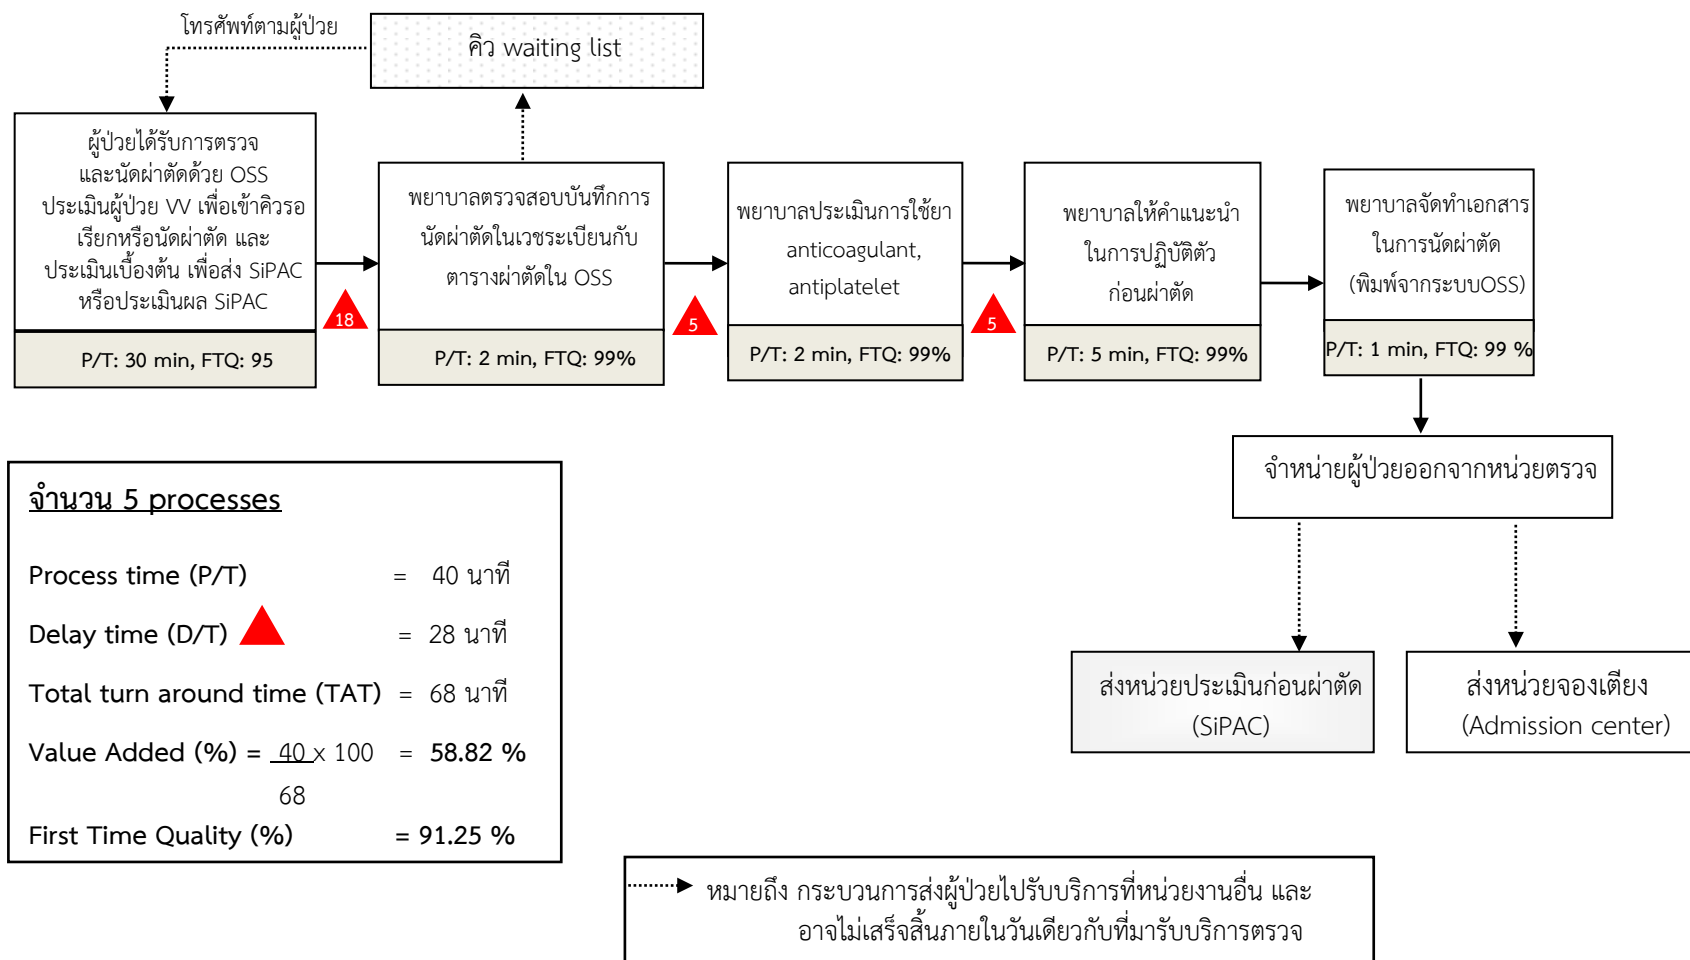 โทรศัพท์ตามผู้ป่วย
คิว waiting list
ผู้ป่วยได้รับการตรวจ
และนัดผ่าตัดด้วย OSS
ประเมินผู้ป่วย VV เพื่อเข้าคิวรอ
เรียกหรือนัดผ่าตัด และ
ประเมินเบื้องต้น เพื่อส่ง SiPAC
หรือประเมินผล SiPAC
P/T: 30 min, FTQ: 95
18
พยาบาลตรวจสอบบันทึกการ
นัดผ่าตัดในเวชระเบียนกับ
ตารางผ่าตัดใน OSS
P/T: 2 min, FTQ: 99%
5
พยาบาลประเมินการใช้ยา
anticoagulant,
antiplatelet
P/T: 2 min, FTQ: 99%
5
พยาบาลให้คำแนะนำ
ในการปฏิบัติตัว
ก่อนผ่าตัด
P/T: 5 min, FTQ: 99%
พยาบาลจัดทำเอกสาร
ในการนัดผ่าตัด
(พิมพ์จากระบบOSS)
P/T: 1 min, FTQ: 99 %
จำหน่ายผู้ป่วยออกจากหน่วยตรวจ
ส่งหน่วยประเมินก่อนผ่าตัด
(SiPAC)
ส่งหน่วยจองเตียง
(Admission center)
จำนวน 5 processes
Process time (P/T) = 40 นาที
Delay time (D/T) = 28 นาที
Total turn around time (TAT) = 68 นาที
Value Added (%) = 40 x 100 = 58.82 %
68
First Time Quality (%) = 91.25 %
หมายถึง กระบวนการส่งผู้ป่วยไปรับบริการที่หน่วยงานอื่น และ
อาจไม่เสร็จสิ้นภายในวันเดียวกับที่มารับบริการตรวจ